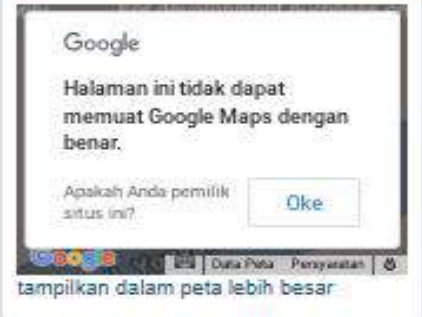 Google
Halaman ini tidak dapat
memuat Google Maps dengan
benar.
Apakah Anda pemilik
situs ini?
Oke
Google
Data Peta Persyaratan
tampilkan dalam peta lebih besar